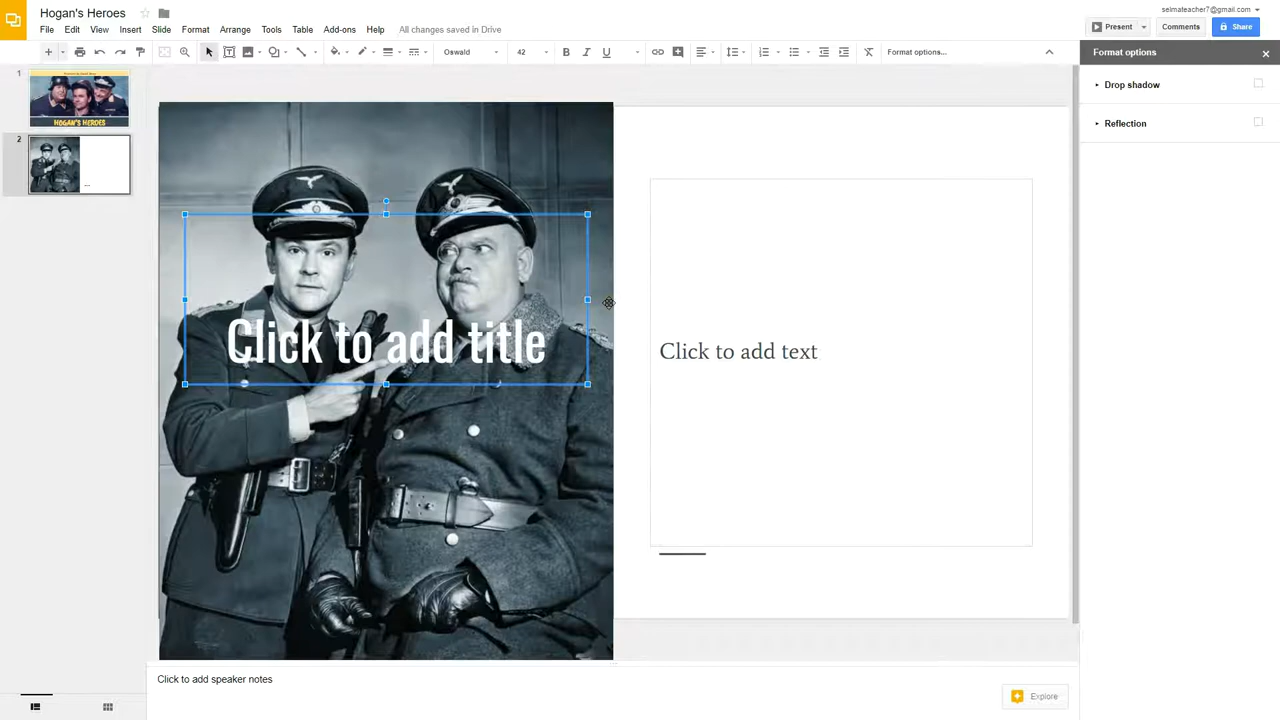 Hogan's Heroes
selmateacher7@gmail.com
File Edit View Insert Slide Format Arrange Tools Table Add-ons Help All changes saved in Drive
Present Comments Share
Oswald 42 B I U Format options...
Format options
Drop shadow
Reflection
1
HOGAN'S HEROES
2
Click to add title
Click to add text
Click to add speaker notes
Explore